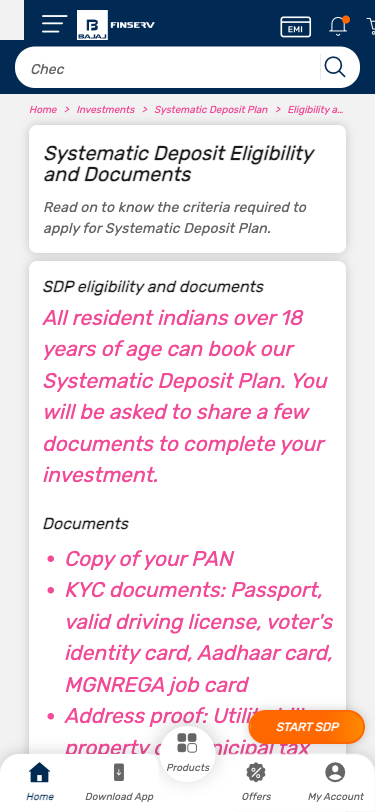 BAJAJ FINSERV
EMI
Chec
Home > Investments > Systematic Deposit Plan > Eligibility a...
Systematic Deposit Eligibility
and Documents
Read on to know the criteria required to
apply for Systematic Deposit Plan.
SDP eligibility and documents
All resident indians over 18
years of age can book our
Systematic Deposit Plan. You
will be asked to share a few
documents to complete your
investment.
Documents
• Copy of your PAN
• KYC documents: Passport,
valid driving license, voter's
identity card, Aadhaar card,
MGNREGA job card
• Address proof:
START SDP
property tax
Home
Download App
Products
Offers
My Account